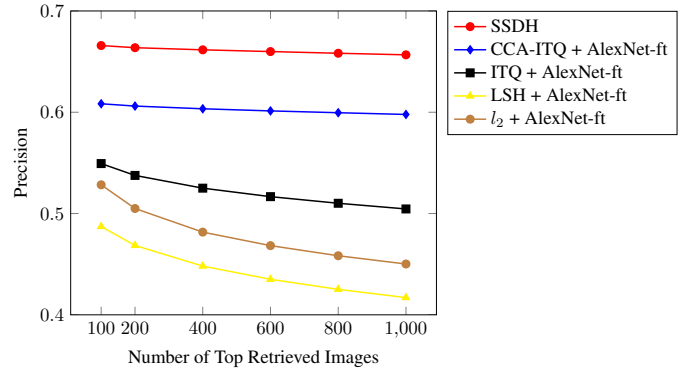 0.7
0.6
0.5
0.4
Precision
100 200 400 600 800 1,000
Number of Top Retrieved Images
SSDH
CCA-ITQ + AlexNet-ft
ITQ + AlexNet-ft
LSH + AlexNet-ft
l₂ + AlexNet-ft